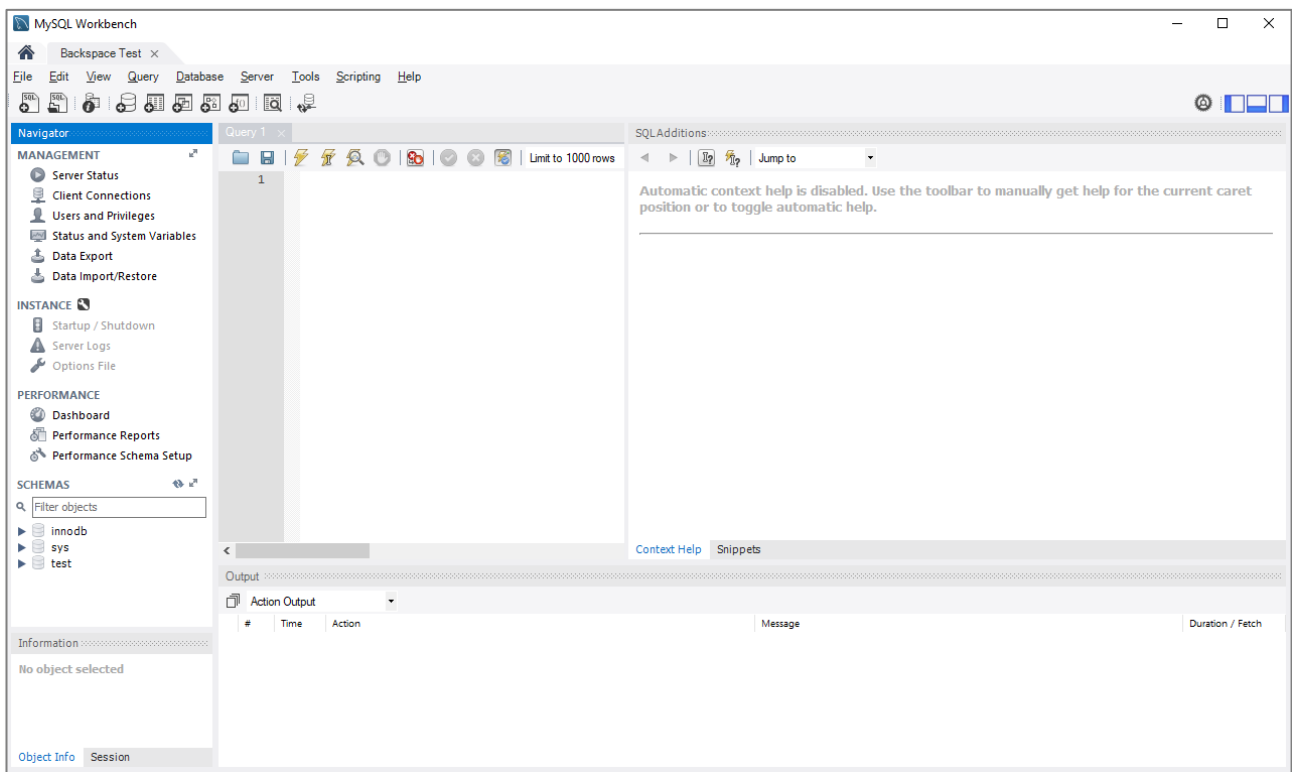 MySQL Workbench
Backspace Test
File Edit View Query Database Server Tools Scripting Help
Navigator
MANAGEMENT
Server Status
Client Connections
Users and Privileges
Status and System Variables
Data Export
Data Import/Restore
INSTANCE
Startup / Shutdown
Server Logs
Options File
PERFORMANCE
Dashboard
Performance Reports
Performance Schema Setup
SCHEMAS
Filter objects
innodb
sys
test
Information
No object selected
Object Info Session
Query 1
Limit to 1000 rows
1
SQLAdditions
Jump to
Automatic context help is disabled. Use the toolbar to manually get help for the current caret
position or to toggle automatic help.
Context Help Snippets
Output
Action Output
# Time Action Message Duration / Fetch